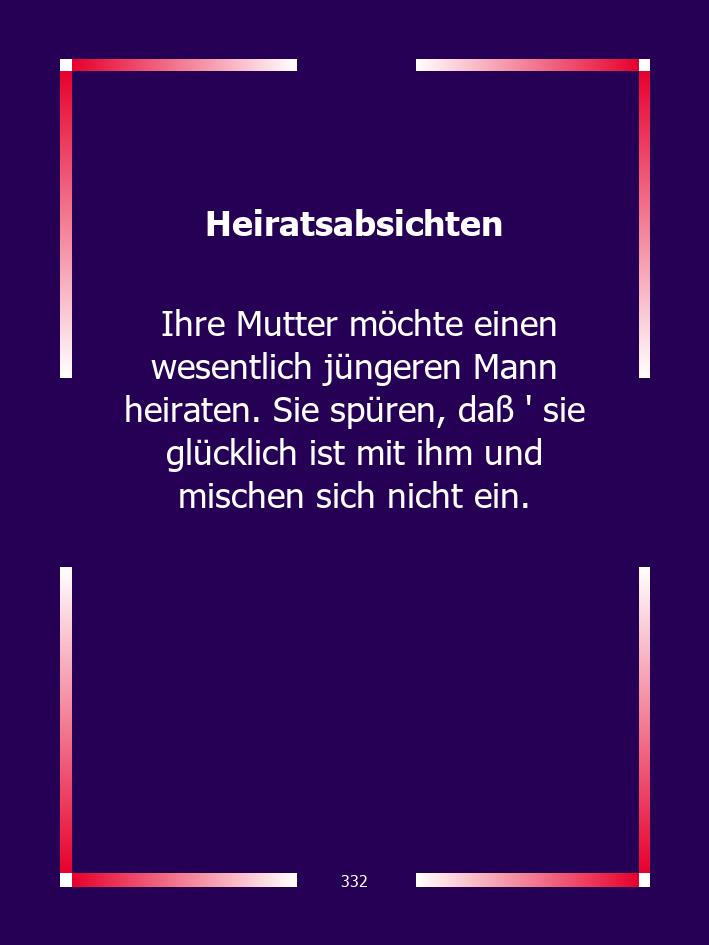 Heiratsabsichten
Ihre Mutter möchte einen
wesentlich jüngeren Mann
heiraten. Sie spüren, daß ' sie
glücklich ist mit ihm und
mischen sich nicht ein.
332